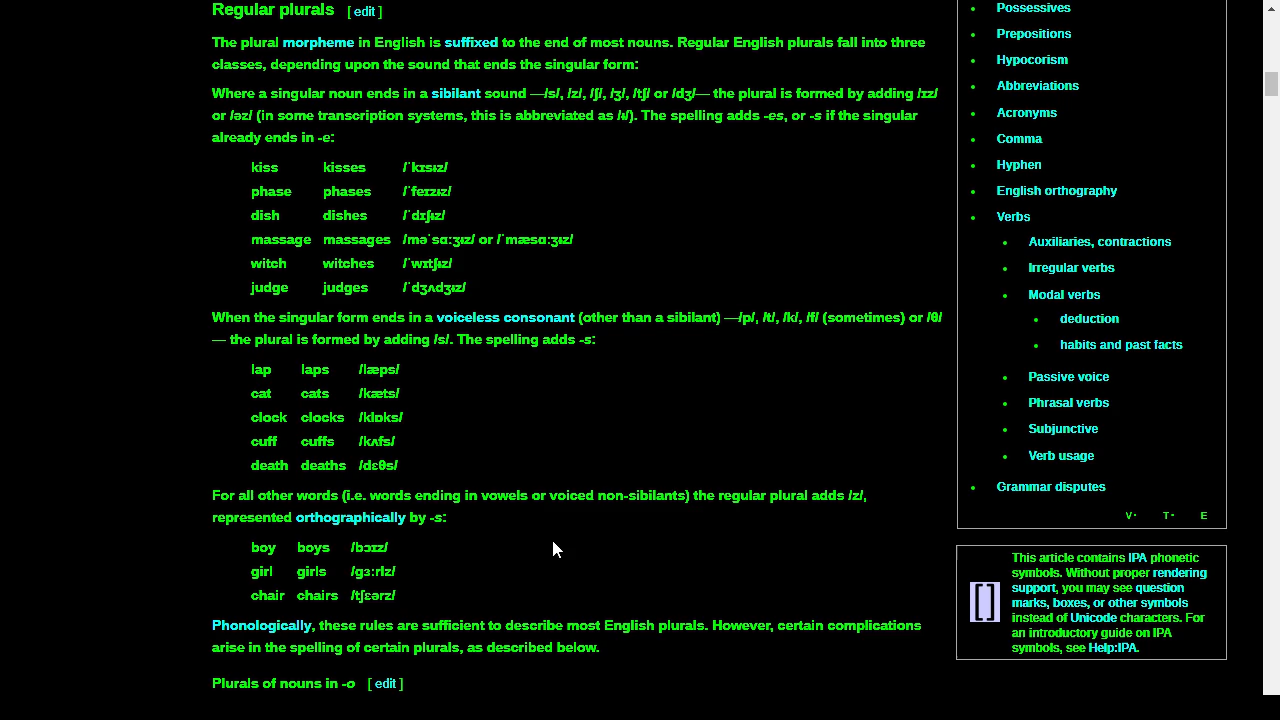 Regular plurals [ edit ]
The plural morpheme in English is suffixed to the end of most nouns. Regular English plurals fall into three
classes, depending upon the sound that ends the singular form:
Where a singular noun ends in a sibilant sound —/s/, /z/, /ʃ/, /ʒ/, /tʃ/ or /dʒ/— the plural is formed by adding /ɪz/
or /əz/ (in some transcription systems, this is abbreviated as /ᵻ/). The spelling adds -es, or -s if the singular
already ends in -e:
kiss kisses /ˈkɪsᵻz/
phase phases /ˈfeɪzᵻz/
dish dishes /ˈdɪʃᵻz/
massage massages /məˈsɑːʒᵻz/ or /ˈmæsɑːʒᵻz/
witch witches /ˈwɪtʃᵻz/
judge judges /ˈdʒʌdʒᵻz/
When the singular form ends in a voiceless consonant (other than a sibilant) —/p/, /t/, /k/, /f/ (sometimes) or /θ/
— the plural is formed by adding /s/. The spelling adds -s:
lap laps /læps/
cat cats /kæts/
clock clocks /klɒks/
cuff cuffs /kʌfs/
death deaths /dɛθs/
For all other words (i.e. words ending in vowels or voiced non-sibilants) the regular plural adds /z/,
represented orthographically by -s:
boy boys /bɔɪz/
girl girls /ɡɜːrlz/
chair chairs /tʃɛərz/
Phonologically, these rules are sufficient to describe most English plurals. However, certain complications
arise in the spelling of certain plurals, as described below.
Plurals of nouns in -o [ edit ]
Possessives
Prepositions
Hypocorism
Abbreviations
Acronyms
Comma
Hyphen
English orthography
Verbs
Auxiliaries, contractions
Irregular verbs
Modal verbs
deduction
habits and past facts
Passive voice
Phrasal verbs
Subjunctive
Verb usage
Grammar disputes
V · T · E
This article contains IPA phonetic
symbols. Without proper rendering
support, you may see question
marks, boxes, or other symbols
instead of Unicode characters. For
an introductory guide on IPA
symbols, see Help:IPA.